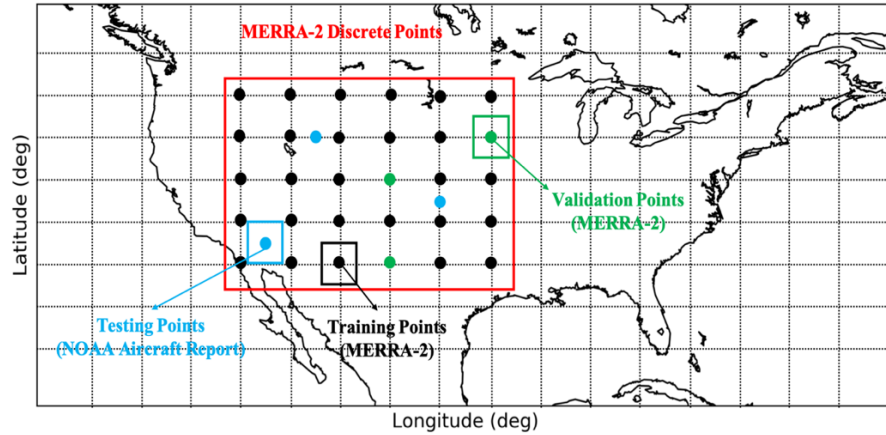 MERRA-2 Discrete Points
Validation Points
(MERRA-2)
Testing Points
(NOAA Aircraft Report)
Training Points
(MERRA-2)
Latitude (deg)
Longitude (deg)